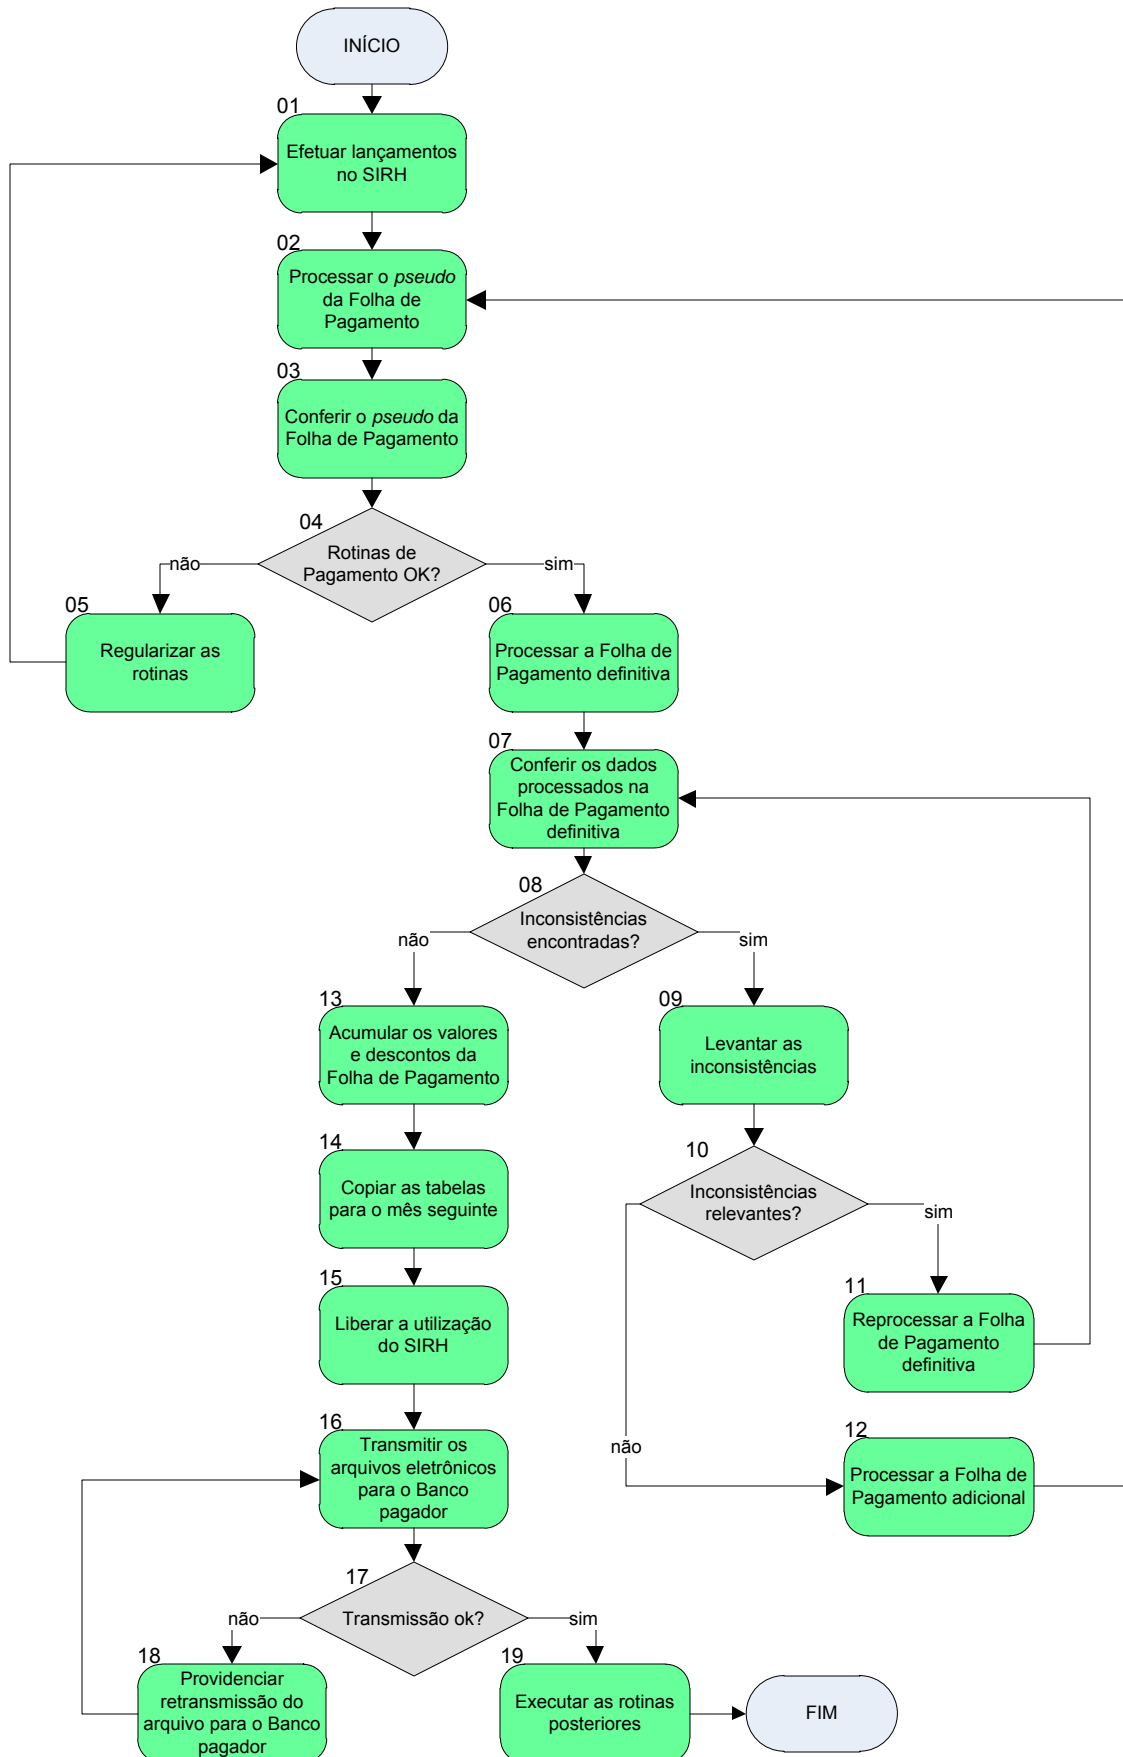 INÍCIO
01
Efetuar lançamentos
no SIRH
02
Processar o pseudo
da Folha de
Pagamento
03
Conferir o pseudo da
Folha de Pagamento
04
Rotinas de
Pagamento OK?
não
sim
05
Regularizar as
rotinas
06
Processar a Folha de
Pagamento definitiva
07
Conferir os dados
processados na
Folha de Pagamento
definitiva
08
Inconsistências
encontradas?
não
sim
13
Acumular os valores
e descontos da
Folha de Pagamento
09
Levantar as
inconsistências
14
Copiar as tabelas
para o mês seguinte
10
Inconsistências
relevantes?
sim
não
15
Liberar a utilização
do SIRH
11
Reprocessar a Folha
de Pagamento
definitiva
16
Transmitir os
arquivos eletrônicos
para o Banco
pagador
12
Processar a Folha de
Pagamento adicional
17
Transmissão ok?
não
sim
18
Providenciar
retransmissão do
arquivo para o Banco
pagador
19
Executar as rotinas
posteriores
FIM